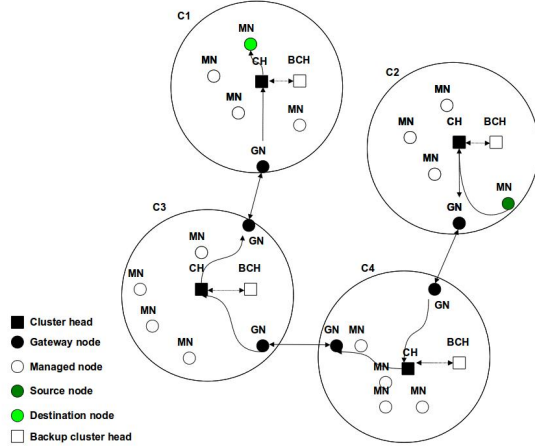 C1
MN
CH
BCH
MN
MN
MN
GN
C2
MN
CH
BCH
MN
MN
MN
GN
C3
GN
MN
CH
BCH
MN
MN
MN
GN
C4
GN
GN
MN
CH
BCH
MN
MN
MN
Cluster head
Gateway node
Managed node
Source node
Destination node
Backup cluster head